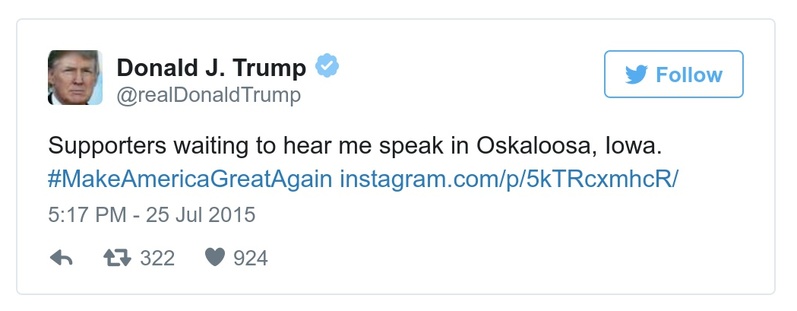 Donald J. Trump
@realDonaldTrump
Follow
Supporters waiting to hear me speak in Oskaloosa, Iowa.
#MakeAmericaGreatAgain instagram.com/p/5kTRcxmhcR/
5:17 PM - 25 Jul 2015
322 924